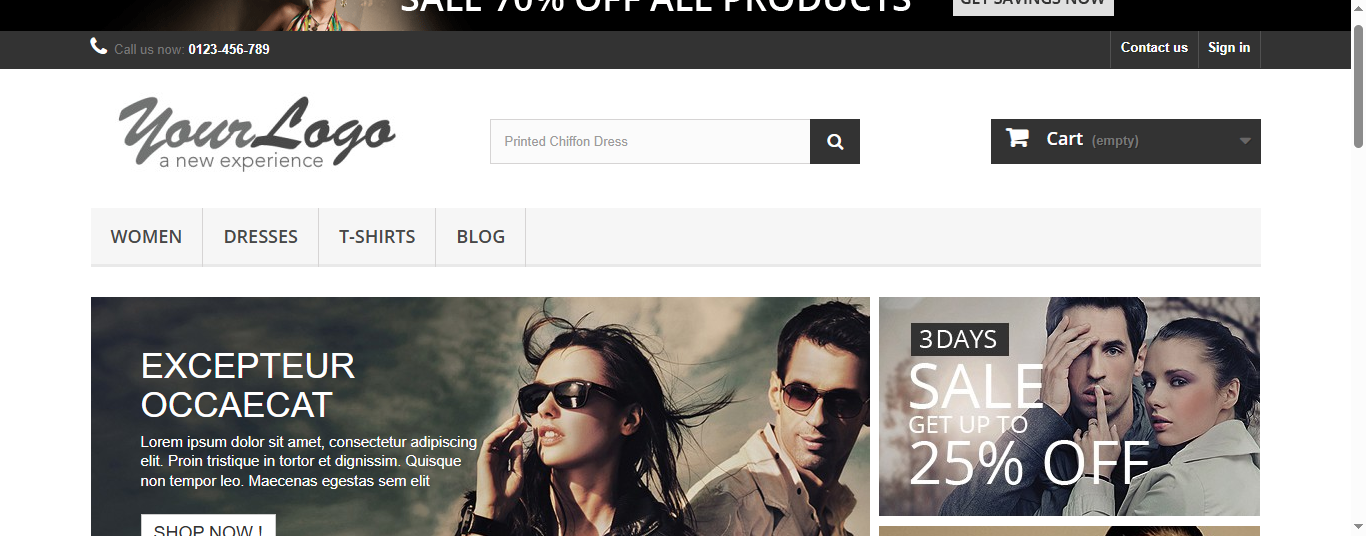 SALE 70% OFF ALL PRODUCTS
GET SAVINGS NOW
Call us now: 0123-456-789
Contact us
Sign in
YourLogo
a new experience
Printed Chiffon Dress
Cart (empty)
WOMEN
DRESSES
T-SHIRTS
BLOG
EXCEPTEUR
OCCAECAT
Lorem ipsum dolor sit amet, consectetur adipiscing
elit. Proin tristique in tortor et dignissim. Quisque
non tempor leo. Maecenas egestas sem elit
SHOP NOW !
3 DAYS
SALE
GET UP TO
25% OFF